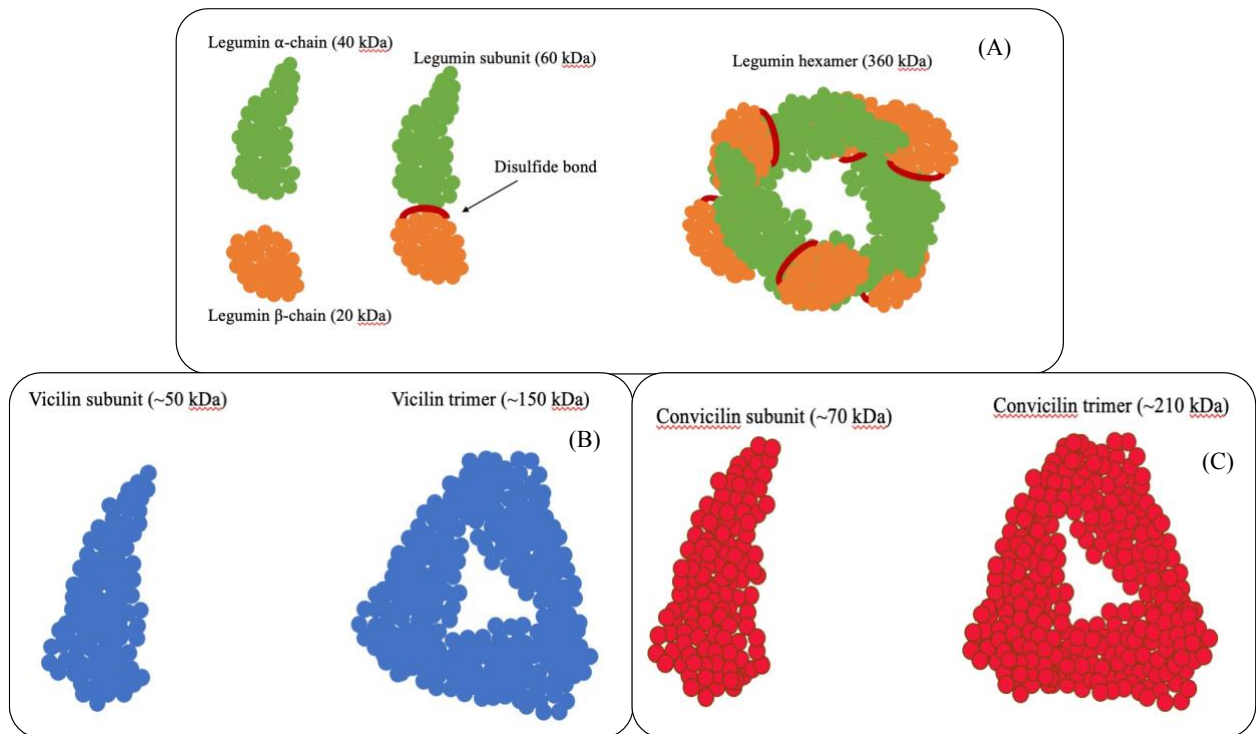 Legumin α-chain (40 kDa)
Legumin subunit (60 kDa)
Legumin hexamer (360 kDa)
(A)
Disulfide bond
Legumin β-chain (20 kDa)
Vicilin subunit (~50 kDa)
Vicilin trimer (~150 kDa)
(B)
Convicilin subunit (~70 kDa)
Convicilin trimer (~210 kDa)
(C)